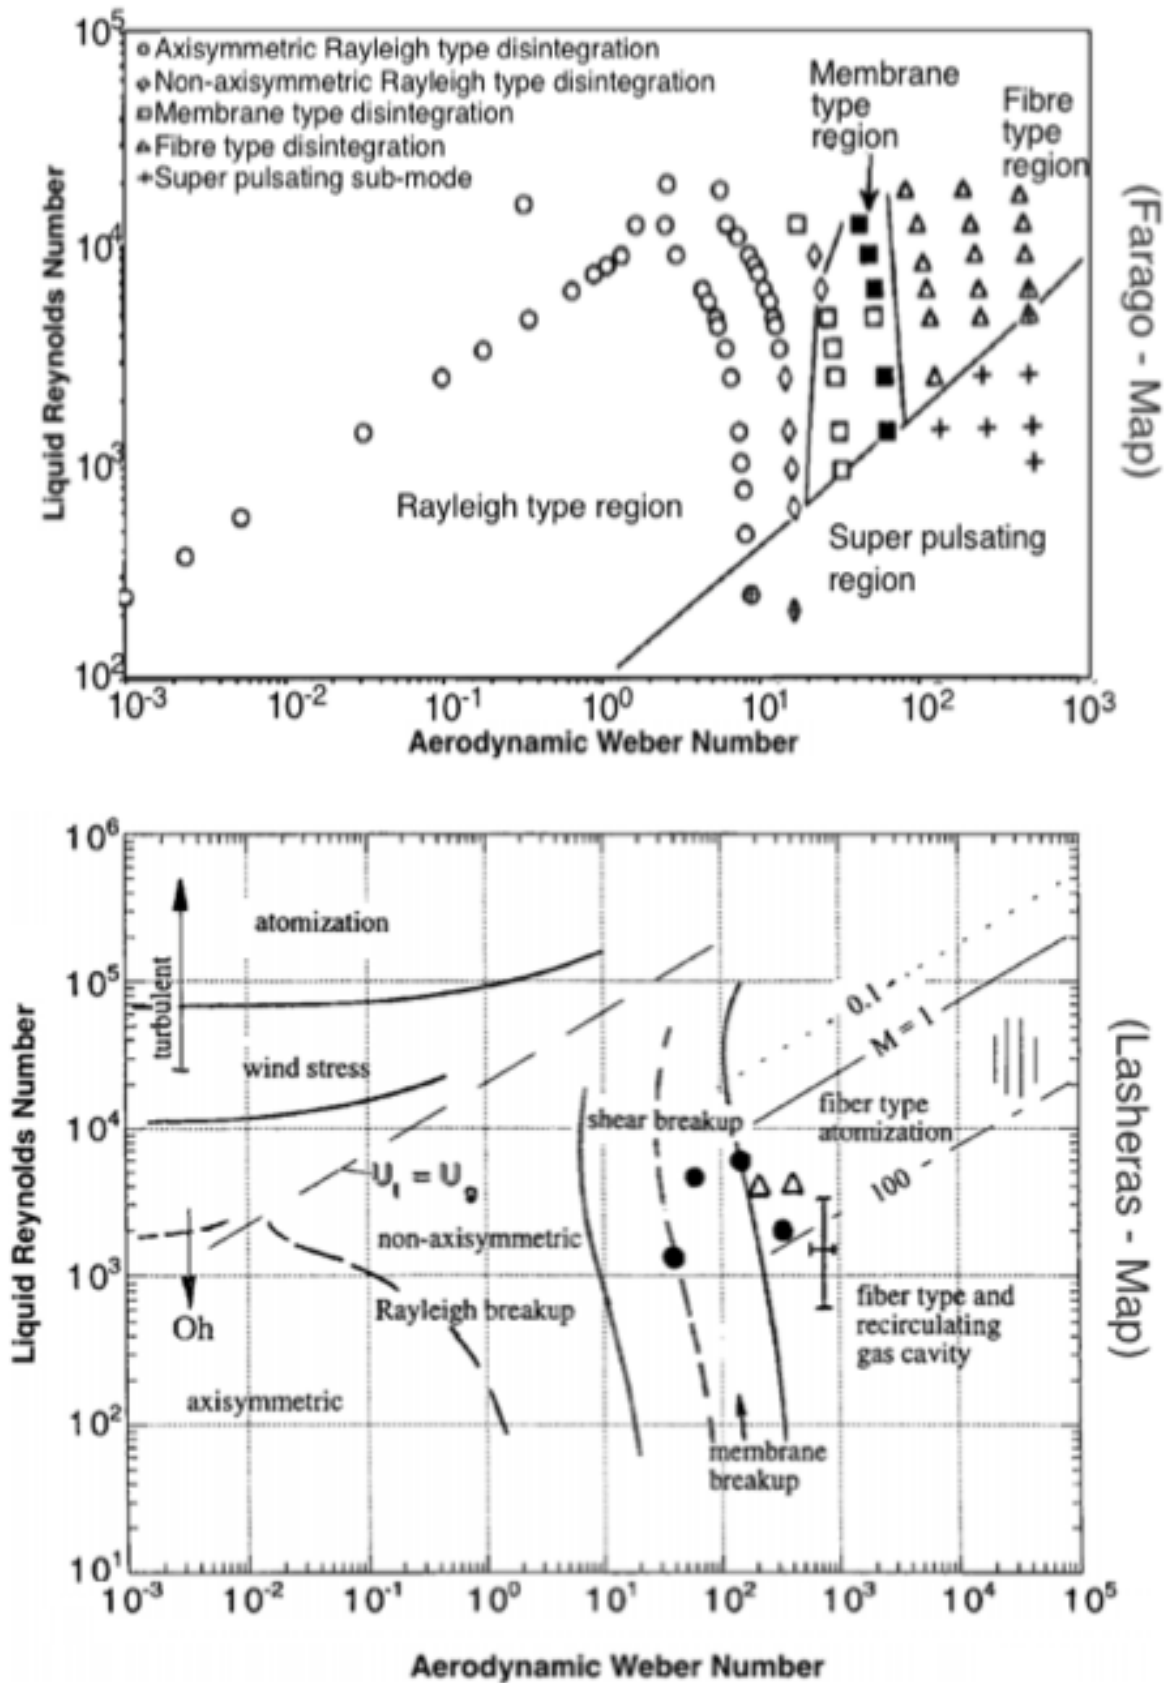 10^5
Axisymmetric Rayleigh type disintegration
Non-axisymmetric Rayleigh type disintegration
Membrane type disintegration
Fibre type disintegration
+Super pulsating sub-mode
Membrane
type
region
Fibre
type
region
Liquid Reynolds Number
10^4
10^3
10^2
Rayleigh type region
Super pulsating
region
(Farago - Map)
10^-3
10^-2
10^-1
10^0
10^1
10^2
10^3
Aerodynamic Weber Number
10^6
10^5
10^4
10^3
10^2
10^1
Liquid Reynolds Number
atomization
turbulent
wind stress
0.1
M = 1
shear breakup
fiber type
atomization
U_l = U_g
100
non-axisymmetric
Rayleigh breakup
Oh
fiber type and
recirculating
gas cavity
axisymmetric
membrane
breakup
(Lasheras - Map)
10^-3
10^-2
10^-1
10^0
10^1
10^2
10^3
10^4
10^5
Aerodynamic Weber Number